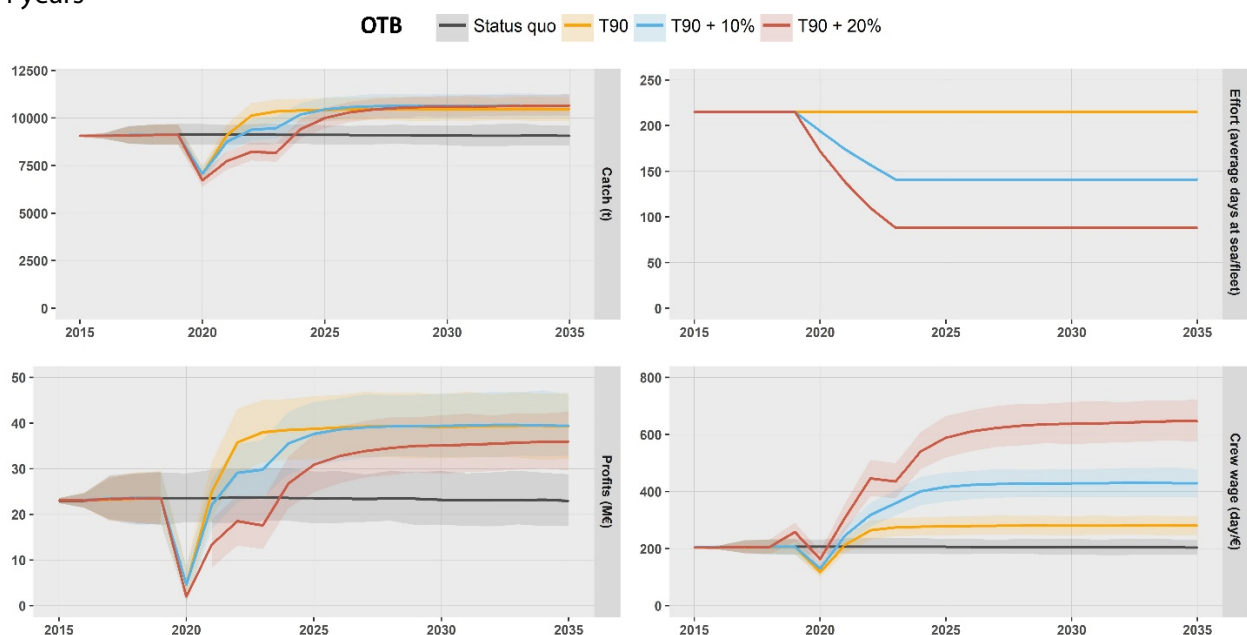 4 years
OTB Status quo T90 T90 + 10% T90 + 20%
12500
10000
7500
5000
2500
0
2015 2020 2025 2030 2035
Catch (t)
250
200
150
100
50
0
2015 2020 2025 2030 2035
Effort (average days at sea/fleet)
50
40
30
20
10
0
2015 2020 2025 2030 2035
Profits (M€)
800
600
400
200
0
2015 2020 2025 2030 2035
Crew wage (day/€)